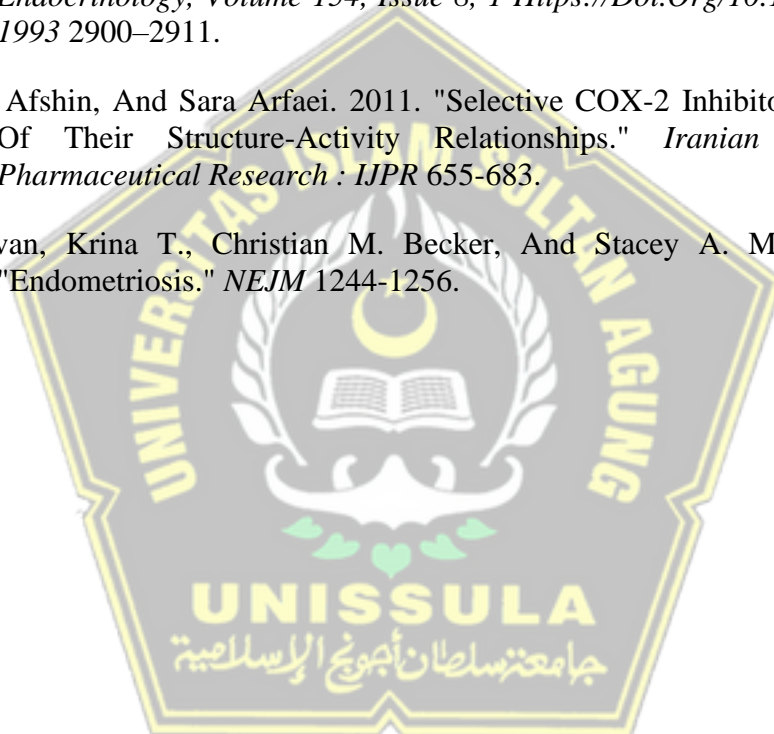 Endocrinology, Volume 154, Issue 8, 1 Https://Doi.Org/10.1
1993 2900–2911.
Afshin, And Sara Arfaei. 2011. "Selective COX-2 Inhibito
Of Their Structure-Activity Relationships." Iranian
Pharmaceutical Research : IJPR 655-683.
van, Krina T., Christian M. Becker, And Stacey A. M
"Endometriosis." NEJM 1244-1256.
UNIVERSITAS ISLAM SULTAN AGUNG
UNISSULA
جامعتسلطان أجونج الإسلامية